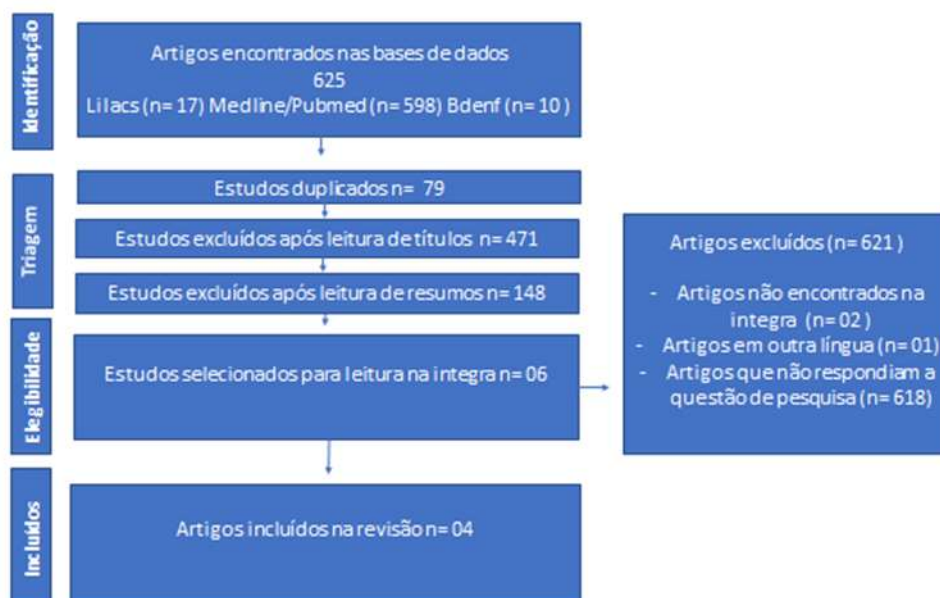 Identificação
Artigos encontrados nas bases de dados
625
Lilacs (n= 17) Medline/Pubmed (n= 598) Bdenf (n= 10 )
Triagem
Estudos duplicados n= 79
Estudos excluídos após leitura de títulos n= 471
Estudos excluídos após leitura de resumos n= 148
Elegibilidade
Estudos selecionados para leitura na integra n= 06
Artigos excluídos (n= 621 )
- Artigos não encontrados na
integra (n= 02 )
- Artigos em outra língua (n= 01)
- Artigos que não respondiam a
questão de pesquisa (n= 618)
Incluídos
Artigos incluídos na revisão n= 04